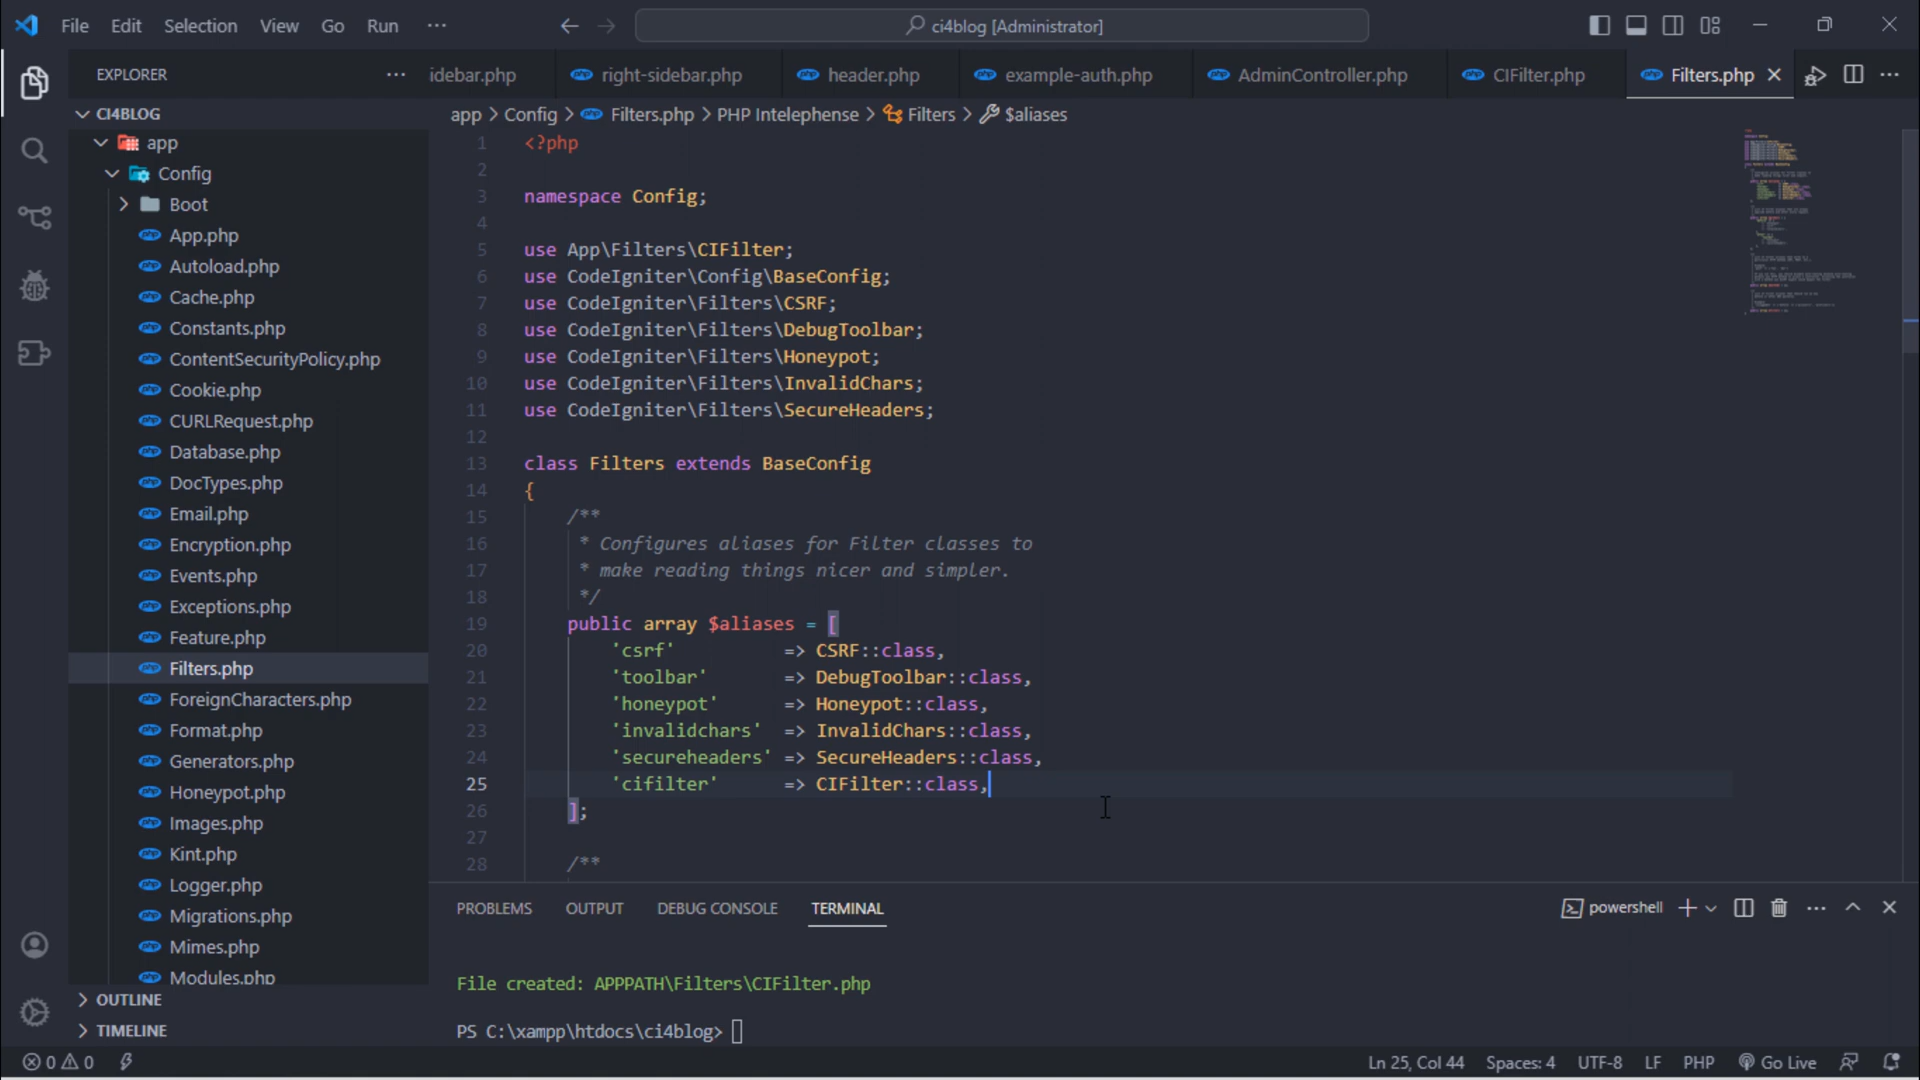 File Edit Selection View Go Run ···
ci4blog [Administrator]
EXPLORER ···
idebar.php right-sidebar.php header.php example-auth.php AdminController.php CIFilter.php Filters.php
app > Config > Filters.php > PHP Intelephense > Filters > $aliases
CI4BLOG
app
Config
Boot
App.php
Autoload.php
Cache.php
Constants.php
ContentSecurityPolicy.php
Cookie.php
CURLRequest.php
Database.php
DocTypes.php
Email.php
Encryption.php
Events.php
Exceptions.php
Feature.php
Filters.php
ForeignCharacters.php
Format.php
Generators.php
Honeypot.php
Images.php
Kint.php
Logger.php
Migrations.php
Mimes.php
Modules.php
OUTLINE
TIMELINE
1 <?php
2
3 namespace Config;
4
5 use App\Filters\CIFilter;
6 use CodeIgniter\Config\BaseConfig;
7 use CodeIgniter\Filters\CSRF;
8 use CodeIgniter\Filters\DebugToolbar;
9 use CodeIgniter\Filters\Honeypot;
10 use CodeIgniter\Filters\InvalidChars;
11 use CodeIgniter\Filters\SecureHeaders;
12
13 class Filters extends BaseConfig
14 {
15 /**
16 * Configures aliases for Filter classes to
17 * make reading things nicer and simpler.
18 */
19 public array $aliases = [
20 'csrf' => CSRF::class,
21 'toolbar' => DebugToolbar::class,
22 'honeypot' => Honeypot::class,
23 'invalidchars' => InvalidChars::class,
24 'secureheaders' => SecureHeaders::class,
25 'cifilter' => CIFilter::class,
26 ];
27
28 /**
PROBLEMS OUTPUT DEBUG CONSOLE TERMINAL powershell
File created: APPPATH\Filters\CIFilter.php
PS C:\xampp\htdocs\ci4blog>
0 0 Ln 25, Col 44 Spaces: 4 UTF-8 LF PHP Go Live